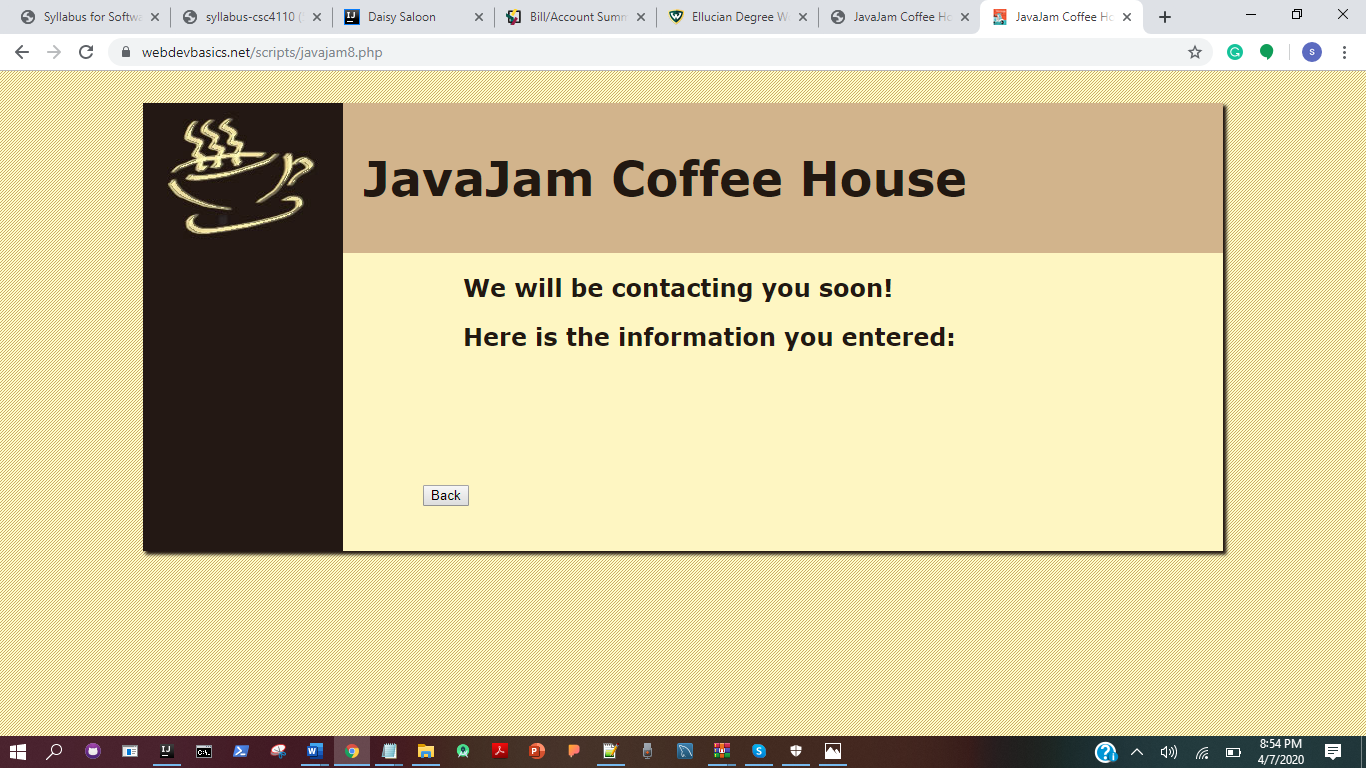 Syllabus for Softwa
syllabus-csc4110 (
Daisy Saloon
Bill/Account Summ
Ellucian Degree W
JavaJam Coffee Ho
JavaJam Coffee Ho
webdevbasics.net/scripts/javajam8.php
S
JavaJam Coffee House
We will be contacting you soon!
Here is the information you entered:
Back
8:54 PM
4/7/2020